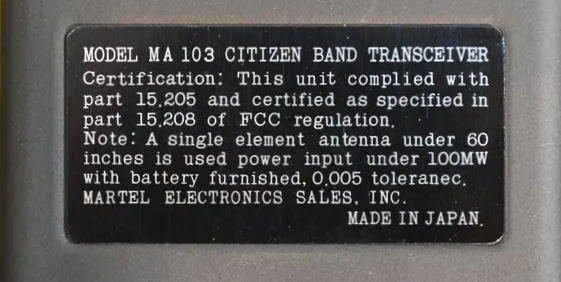 MODEL MA 103 CITIZEN BAND TRANSCEIVER
Certification: This unit complied with
part 15.205 and certified as specified in
part 15.208 of FCC regulation.
Note: A single element antenna under 60
inches is used power input under 100MW
with battery furnished, 0.005 toleranec.
MARTEL ELECTRONICS SALES, INC.
MADE IN JAPAN.